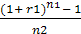 (1 + r1)ⁿ¹ − 1
n2